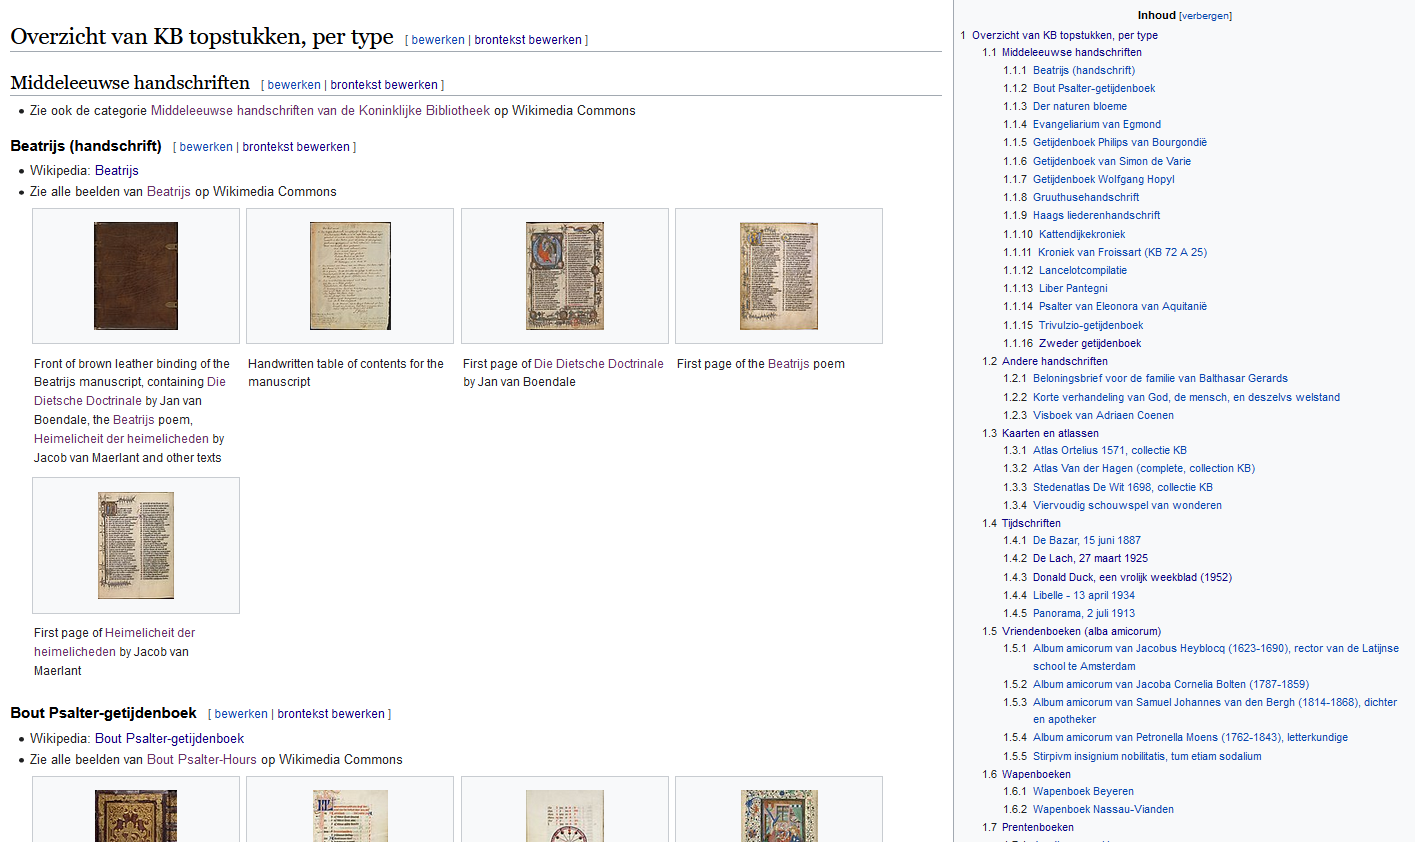 Overzicht van KB topstukken, per type [ bewerken | brontekst bewerken ]
Middeleeuwse handschriften [ bewerken | brontekst bewerken ]
Zie ook de categorie Middeleeuwse handschriften van de Koninklijke Bibliotheek op Wikimedia Commons
Beatrijs (handschrift) [ bewerken | brontekst bewerken ]
Wikipedia: Beatrijs
Zie alle beelden van Beatrijs op Wikimedia Commons
Front of brown leather binding of the
Beatrijs manuscript, containing Die
Dietsche Doctrinale by Jan van
Boendale, the Beatrijs poem,
Heimelicheit der heimelicheden by
Jacob van Maerlant and other texts
Handwritten table of contents for the
manuscript
First page of Die Dietsche Doctrinale
by Jan van Boendale
First page of the Beatrijs poem
First page of Heimelicheit der
heimelicheden by Jacob van
Maerlant
Bout Psalter-getijdenboek [ bewerken | brontekst bewerken ]
Wikipedia: Bout Psalter-getijdenboek
Zie alle beelden van Bout Psalter-Hours op Wikimedia Commons
Inhoud [verbergen]
1 Overzicht van KB topstukken, per type
1.1 Middeleeuwse handschriften
1.1.1 Beatrijs (handschrift)
1.1.2 Bout Psalter-getijdenboek
1.1.3 Der naturen bloeme
1.1.4 Evangeliarium van Egmond
1.1.5 Getijdenboek Philips van Bourgondië
1.1.6 Getijdenboek van Simon de Varie
1.1.7 Getijdenboek Wolfgang Hopyl
1.1.8 Gruuthusehandschrift
1.1.9 Haags liederenhandschrift
1.1.10 Kattendijkekroniek
1.1.11 Kroniek van Froissart (KB 72 A 25)
1.1.12 Lancelotcompilatie
1.1.13 Liber Pantegni
1.1.14 Psalter van Eleonora van Aquitanië
1.1.15 Trivulzio-getijdenboek
1.1.16 Zweder getijdenboek
1.2 Andere handschriften
1.2.1 Beloningsbrief voor de familie van Balthasar Gerards
1.2.2 Korte verhandeling van God, de mensch, en deszelvs welstand
1.2.3 Visboek van Adriaen Coenen
1.3 Kaarten en atlassen
1.3.1 Atlas Ortelius 1571, collectie KB
1.3.2 Atlas Van der Hagen (complete, collection KB)
1.3.3 Stedenatlas De Wit 1698, collectie KB
1.3.4 Viervoudig schouwspel van wonderen
1.4 Tijdschriften
1.4.1 De Bazar, 15 juni 1887
1.4.2 De Lach, 27 maart 1925
1.4.3 Donald Duck, een vrolijk weekblad (1952)
1.4.4 Libelle - 13 april 1934
1.4.5 Panorama, 2 juli 1913
1.5 Vriendenboeken (alba amicorum)
1.5.1 Album amicorum van Jacobus Heyblocq (1623-1690), rector van de Latijnse
school te Amsterdam
1.5.2 Album amicorum van Jacoba Cornelia Bolten (1787-1859)
1.5.3 Album amicorum van Samuel Johannes van den Bergh (1814-1868), dichter
en apotheker
1.5.4 Album amicorum van Petronella Moens (1762-1843), letterkundige
1.5.5 Stirpivm insignium nobilitatis, tum etiam sodalium
1.6 Wapenboeken
1.6.1 Wapenboek Beyeren
1.6.2 Wapenboek Nassau-Vianden
1.7 Prentenboeken